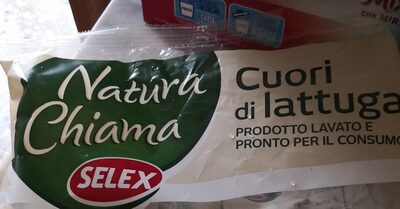 Natura
Chiama
SELEX
Cuori
di lattuga
PRODOTTO LAVATO E
PRONTO PER IL CONSUMO